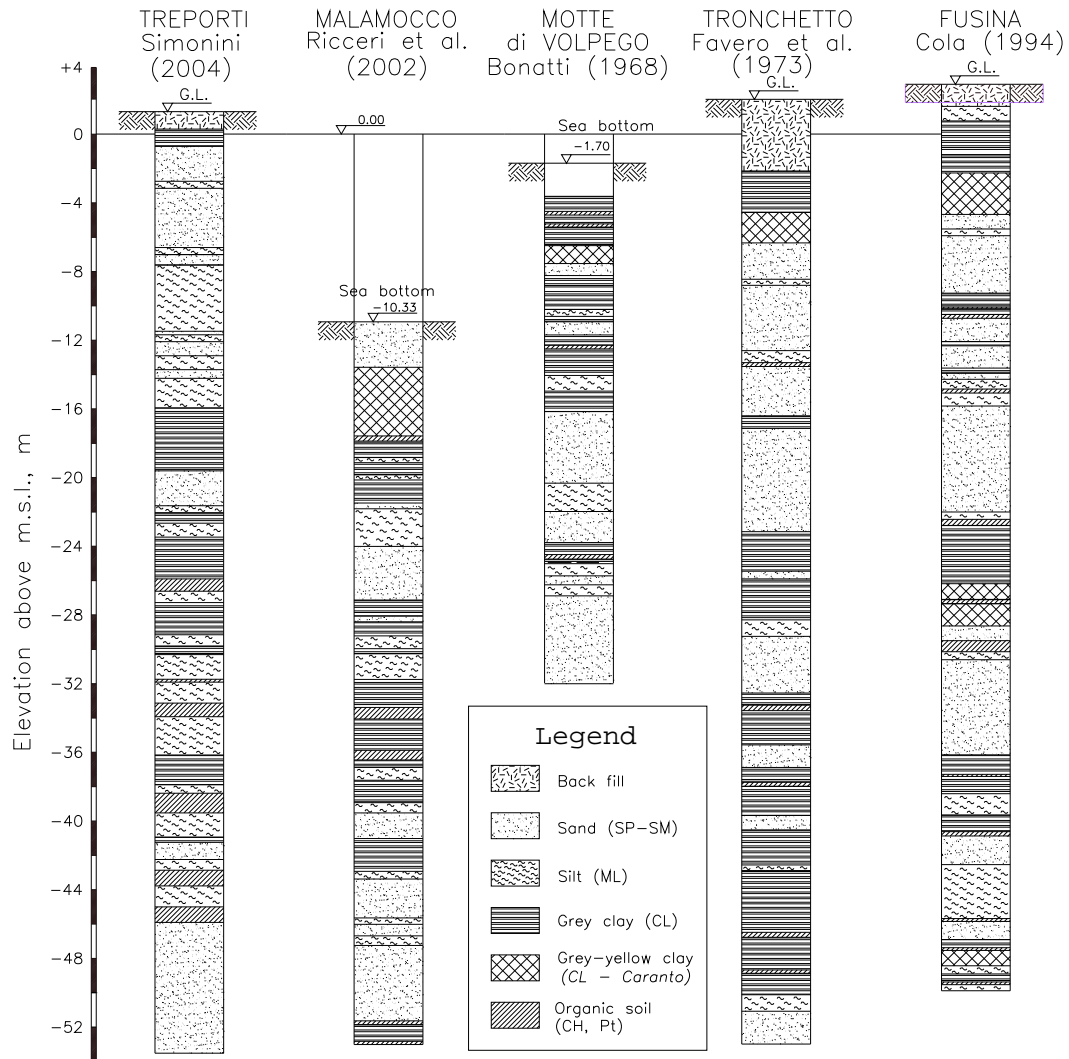 TREPORTI
Simonini
(2004)
MALAMOCCO
Ricceri et al.
(2002)
MOTTE
di VOLPEGO
Bonatti (1968)
TRONCHETTO
Favero et al.
(1973)
FUSINA
Cola (1994)
G.L.
0.00
Sea bottom
-10.33
Sea bottom
-1.70
G.L.
G.L.
Elevation above m.s.l., m
+4
0
-4
-8
-12
-16
-20
-24
-28
-32
-36
-40
-44
-48
-52
Legend
Back fill
Sand (SP-SM)
Silt (ML)
Grey clay (CL)
Grey-yellow clay
(CL - Caranto)
Organic soil
(CH, Pt)